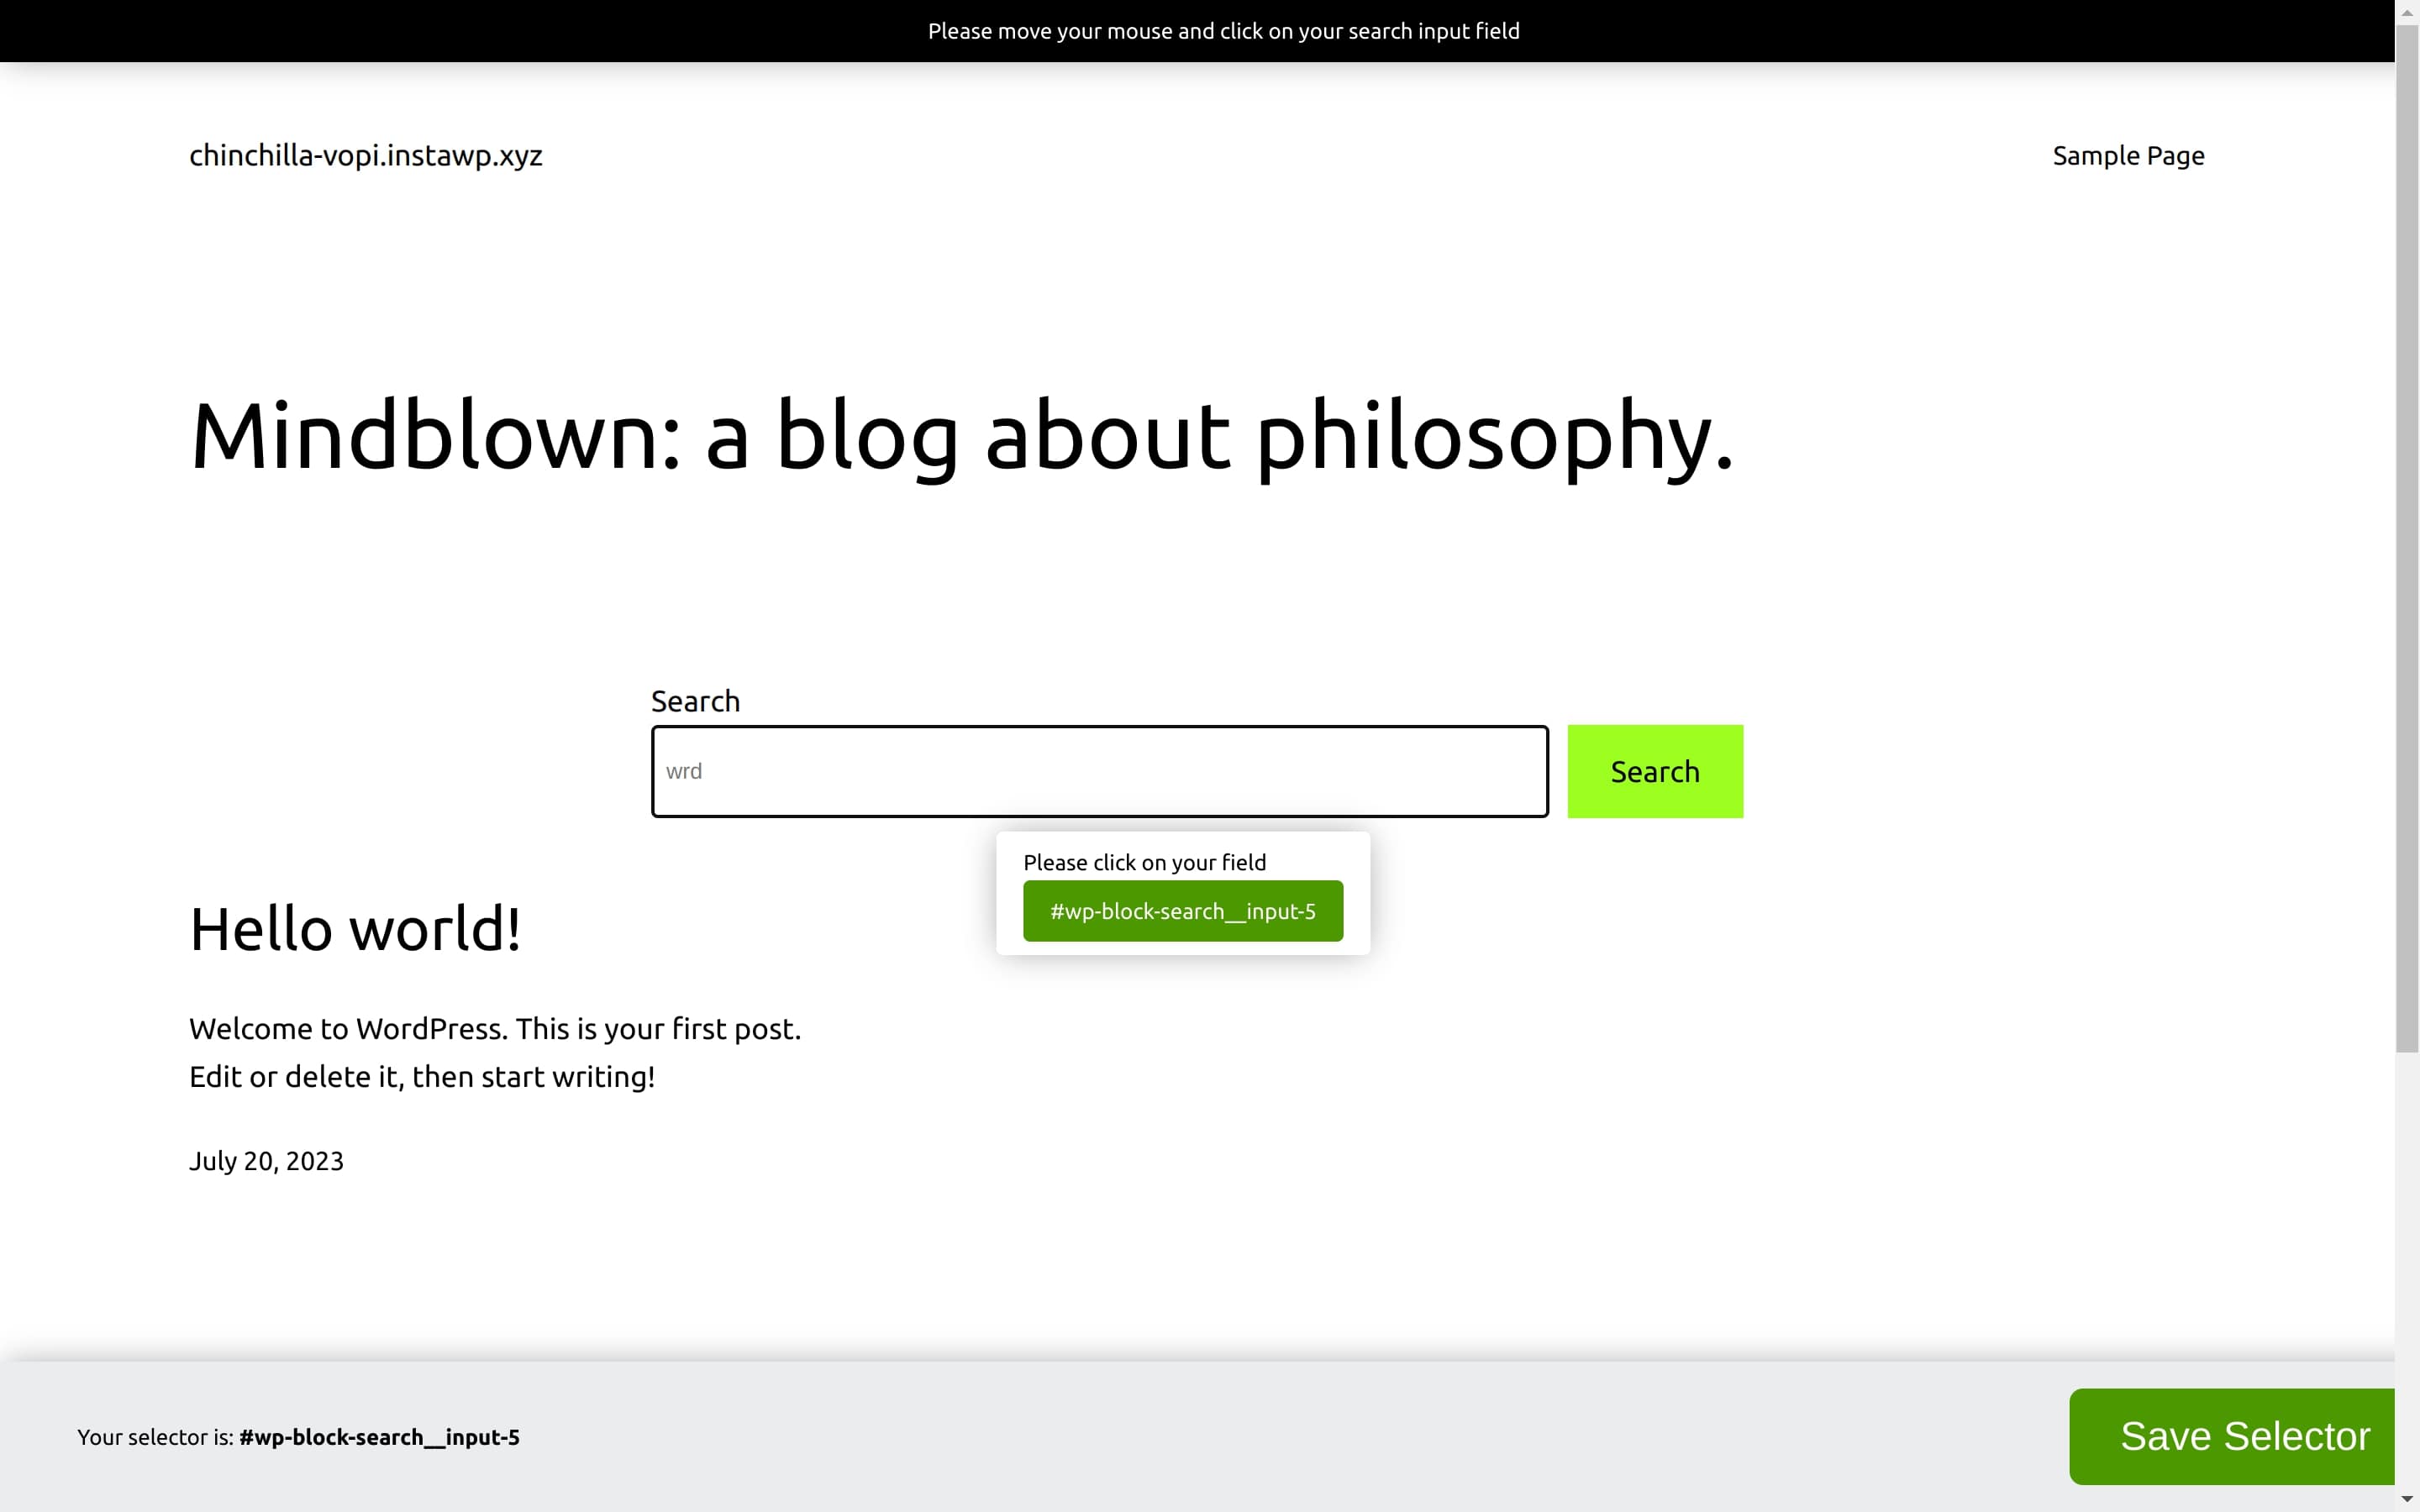 Please move your mouse and click on your search input field
chinchilla-vopi.instawp.xyz
Sample Page
Mindblown: a blog about philosophy.
Search
wrd
Search
Please click on your field
#wp-block-search__input-5
Hello world!
Welcome to WordPress. This is your first post.
Edit or delete it, then start writing!
July 20, 2023
Your selector is: #wp-block-search__input-5
Save Selector